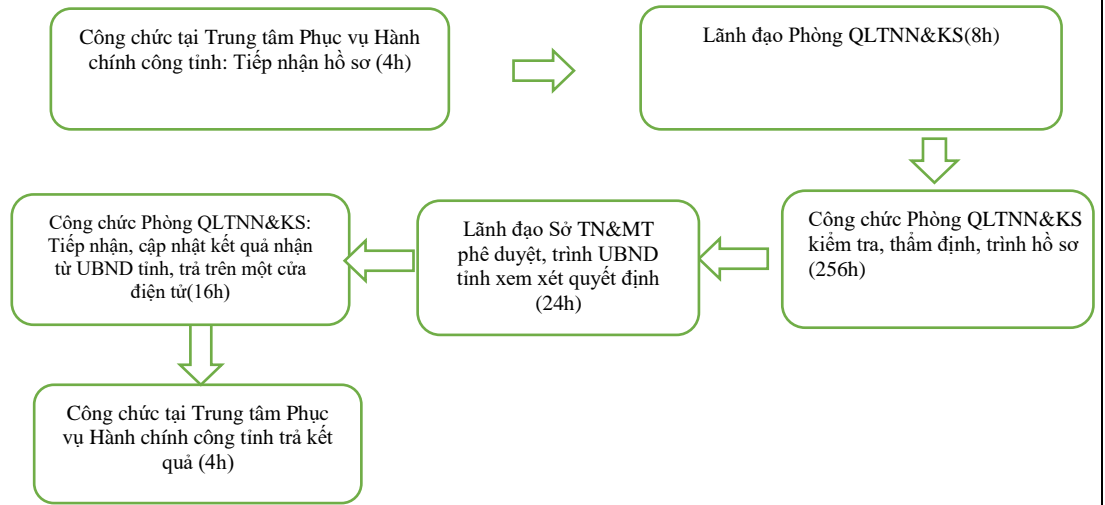 Công chức tại Trung tâm Phục vụ Hành
chính công tỉnh: Tiếp nhận hồ sơ (4h)
Lãnh đạo Phòng QLTNN&KS(8h)
Công chức Phòng QLTNN&KS
kiểm tra, thẩm định, trình hồ sơ
(256h)
Lãnh đạo Sở TN&MT
phê duyệt, trình UBND
tỉnh xem xét quyết định
(24h)
Công chức Phòng QLTNN&KS:
Tiếp nhận, cập nhật kết quả nhận
từ UBND tỉnh, trả trên một cửa
điện tử(16h)
Công chức tại Trung tâm Phục
vụ Hành chính công tỉnh trả kết
quả (4h)